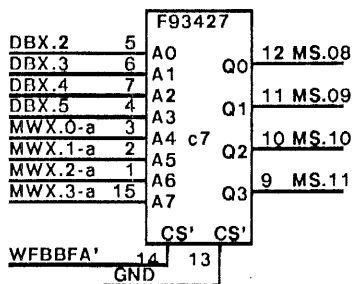 F93427
DBX.2 5 A0
DBX.3 6 A1 Q0 12 MS.08
DBX.4 7 A2
DBX.5 4 A3 Q1 11 MS.09
MWX.0-a 3 A4 c7
MWX.1-a 2 A5 Q2 10 MS.10
MWX.2-a 1 A6
MWX.3-a 15 A7 Q3 9 MS.11
CS' CS'
WFBBFA' 14 13
GND